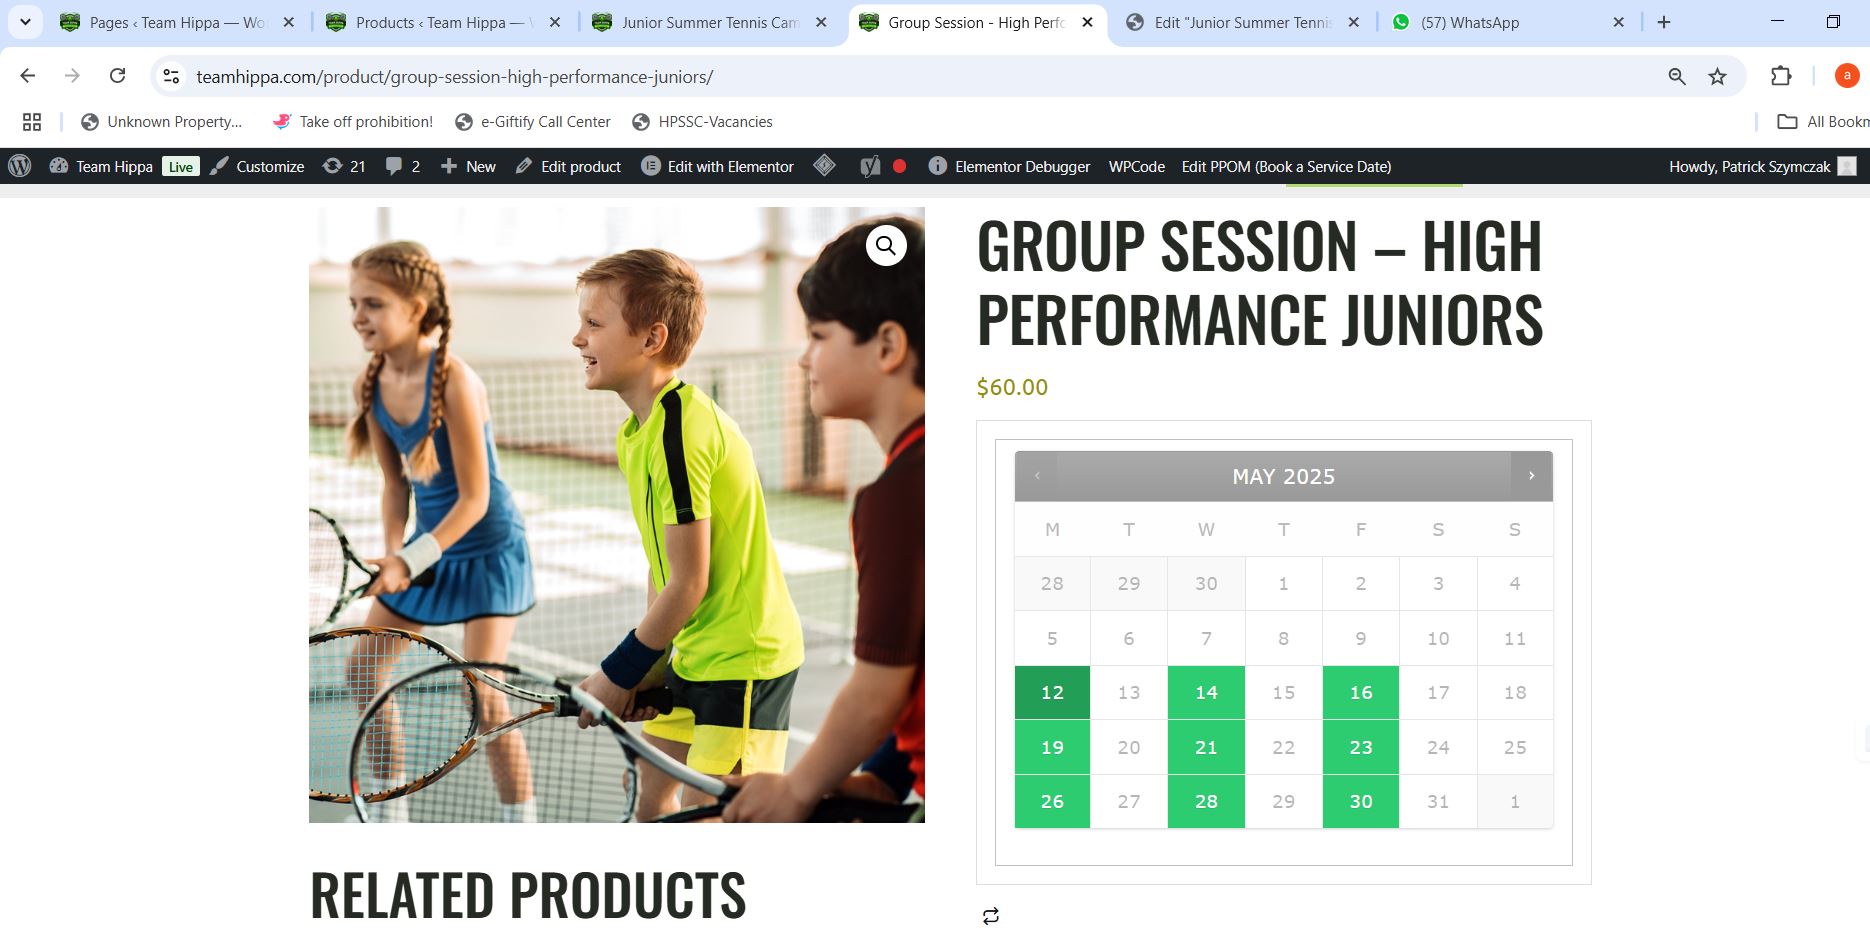 Pages ‹ Team Hippa — Wo
Products ‹ Team Hippa —
Junior Summer Tennis Cam
Group Session - High Perfo
Edit "Junior Summer Tennis
(57) WhatsApp
teamhippa.com/product/group-session-high-performance-juniors/
a
Unknown Property...
Take off prohibition!
e-Giftify Call Center
HPSSC-Vacancies
All Bookm
Team Hippa
Live
Customize
21
2
New
Edit product
Edit with Elementor
Elementor Debugger
WPCode
Edit PPOM (Book a Service Date)
Howdy, Patrick Szymczak
GROUP SESSION – HIGH
PERFORMANCE JUNIORS
$60.00
‹ MAY 2025 ›
M T W T F S S
28 29 30 1 2 3 4
5 6 7 8 9 10 11
12 13 14 15 16 17 18
19 20 21 22 23 24 25
26 27 28 29 30 31 1
RELATED PRODUCTS